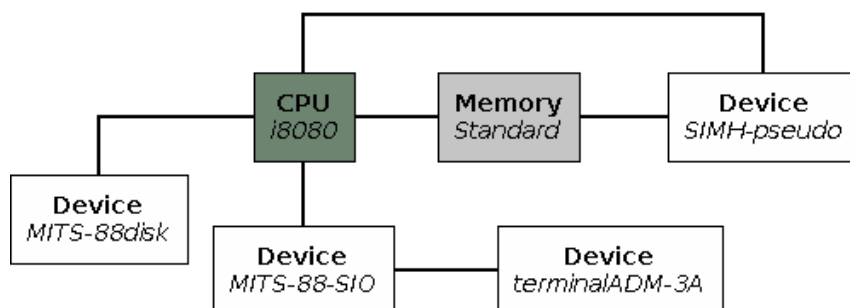 CPU
i8080
Memory
Standard
Device
SIMH-pseudo
Device
MITS-88disk
Device
MITS-88-SIO
Device
terminalADM-3A